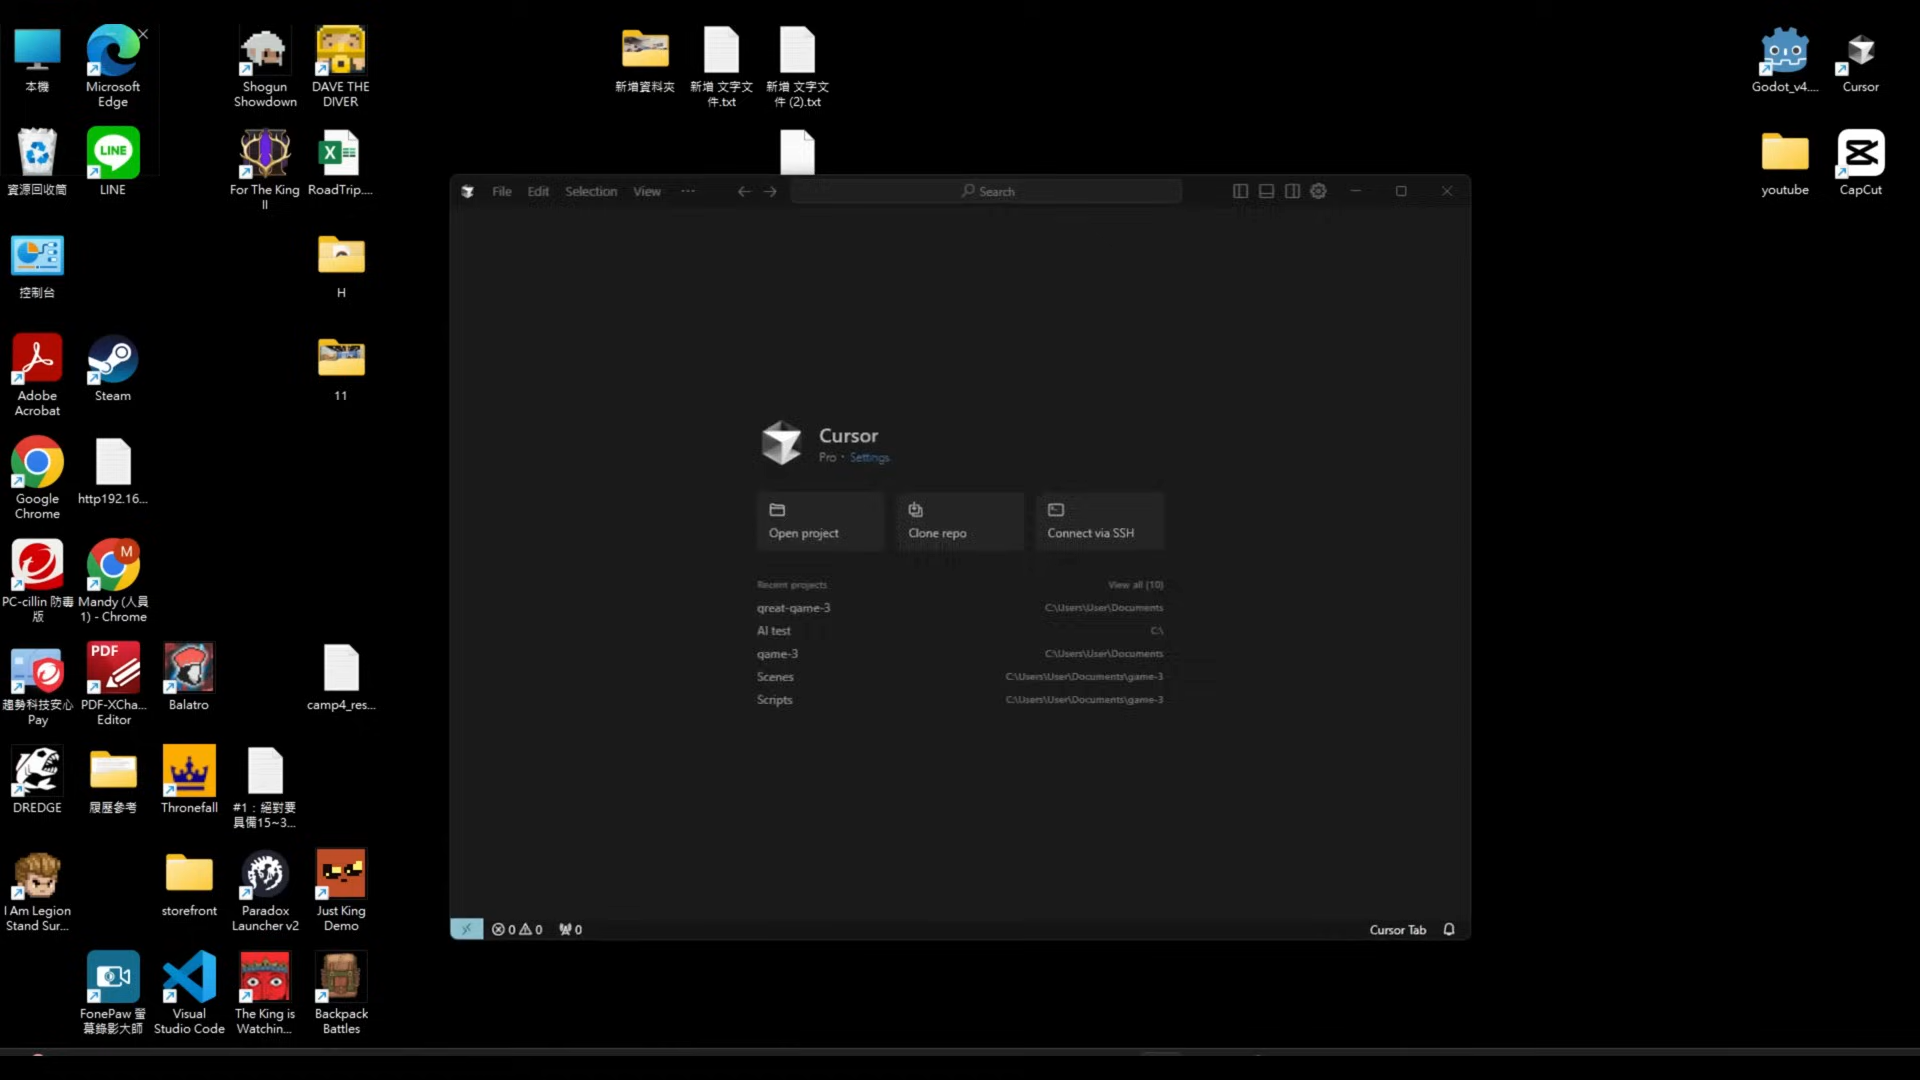 本機
Microsoft
Edge
Shogun
Showdown
DAVE THE
DIVER
新增資料夾
新增 文字文
件.txt
新增 文字文
件 (2).txt
Godot_v4....
Cursor
資源回收筒
LINE
LINE
For The King
II
RoadTrip....
youtube
CapCut
File
Edit
Selection
View
Search
控制台
H
Adobe
Acrobat
Steam
11
Cursor
Pro · Settings
Open project
Clone repo
Connect via SSH
Google
Chrome
http192.16...
Recent projects
View all (10)
great-game-3
C:\Users\User\Documents
AI test
C:\
game-3
C:\Users\User\Documents
Scenes
C:\Users\User\Documents\game-3
Scripts
C:\Users\User\Documents\game-3
PC-cillin 防毒
版
M
Mandy (人員
1) - Chrome
趨勢科技安心
Pay
PDF
PDF-XCha...
Editor
Balatro
camp4_res...
DREDGE
履歷參考
Thronefall
#1：絕對要
具備15~3...
I Am Legion
Stand Sur...
storefront
Paradox
Launcher v2
Just King
Demo
0
0
0
Cursor Tab
FonePaw 螢
幕錄影大師
Visual
Studio Code
The King is
Watchin...
Backpack
Battles